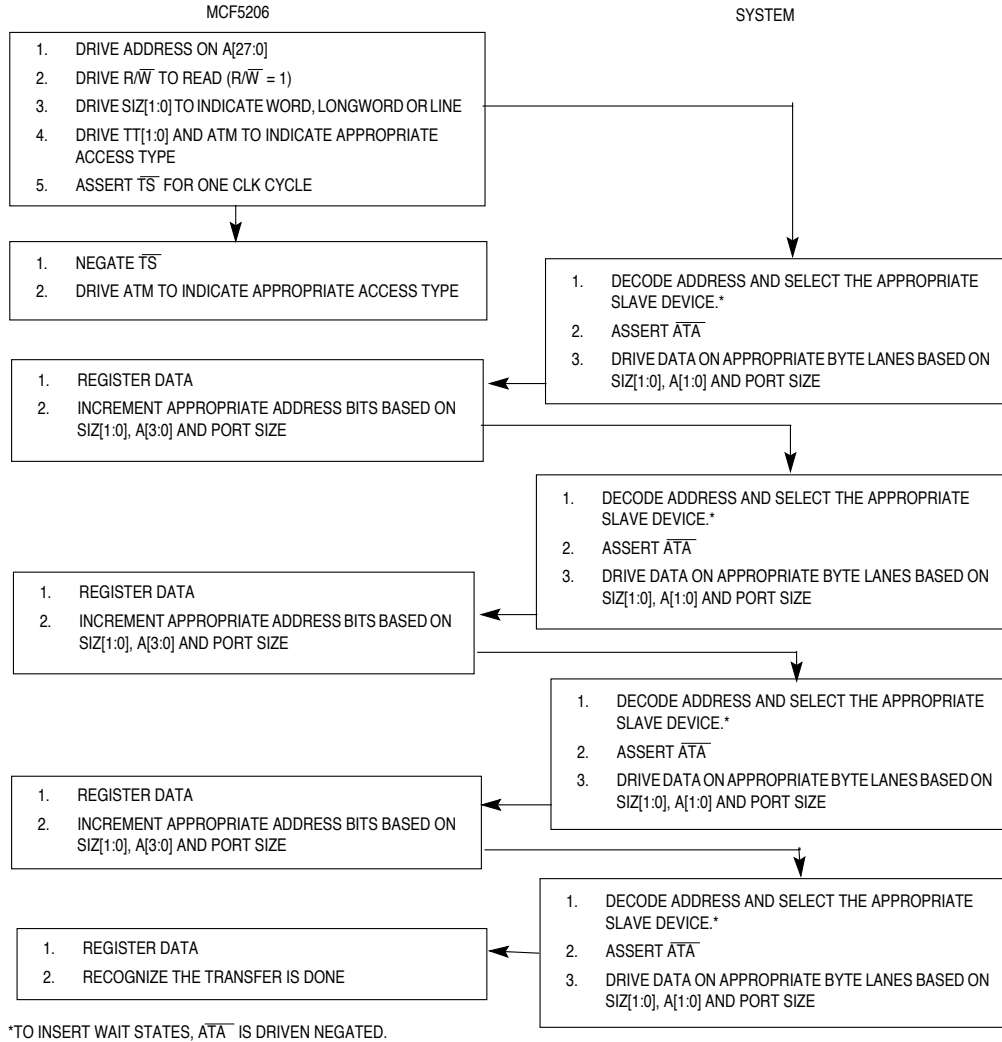 MCF5206
SYSTEM
1. DRIVE ADDRESS ON A[27:0]
2. DRIVE R/W̅ TO READ (R/W̅ = 1)
3. DRIVE SIZ[1:0] TO INDICATE WORD, LONGWORD OR LINE
4. DRIVE TT[1:0] AND ATM TO INDICATE APPROPRIATE
ACCESS TYPE
5. ASSERT T̅S̅ FOR ONE CLK CYCLE
1. NEGATE T̅S̅
2. DRIVE ATM TO INDICATE APPROPRIATE ACCESS TYPE
1. DECODE ADDRESS AND SELECT THE APPROPRIATE
SLAVE DEVICE.*
2. ASSERT A̅T̅A̅
3. DRIVE DATA ON APPROPRIATE BYTE LANES BASED ON
SIZ[1:0], A[1:0] AND PORT SIZE
1. REGISTER DATA
2. INCREMENT APPROPRIATE ADDRESS BITS BASED ON
SIZ[1:0], A[3:0] AND PORT SIZE
1. DECODE ADDRESS AND SELECT THE APPROPRIATE
SLAVE DEVICE.*
2. ASSERT A̅T̅A̅
3. DRIVE DATA ON APPROPRIATE BYTE LANES BASED ON
SIZ[1:0], A[1:0] AND PORT SIZE
1. REGISTER DATA
2. INCREMENT APPROPRIATE ADDRESS BITS BASED ON
SIZ[1:0], A[3:0] AND PORT SIZE
1. DECODE ADDRESS AND SELECT THE APPROPRIATE
SLAVE DEVICE.*
2. ASSERT A̅T̅A̅
3. DRIVE DATA ON APPROPRIATE BYTE LANES BASED ON
SIZ[1:0], A[1:0] AND PORT SIZE
1. REGISTER DATA
2. INCREMENT APPROPRIATE ADDRESS BITS BASED ON
SIZ[1:0], A[3:0] AND PORT SIZE
1. DECODE ADDRESS AND SELECT THE APPROPRIATE
SLAVE DEVICE.*
2. ASSERT A̅T̅A̅
3. DRIVE DATA ON APPROPRIATE BYTE LANES BASED ON
SIZ[1:0], A[1:0] AND PORT SIZE
1. REGISTER DATA
2. RECOGNIZE THE TRANSFER IS DONE
*TO INSERT WAIT STATES, A̅T̅A̅ IS DRIVEN NEGATED.